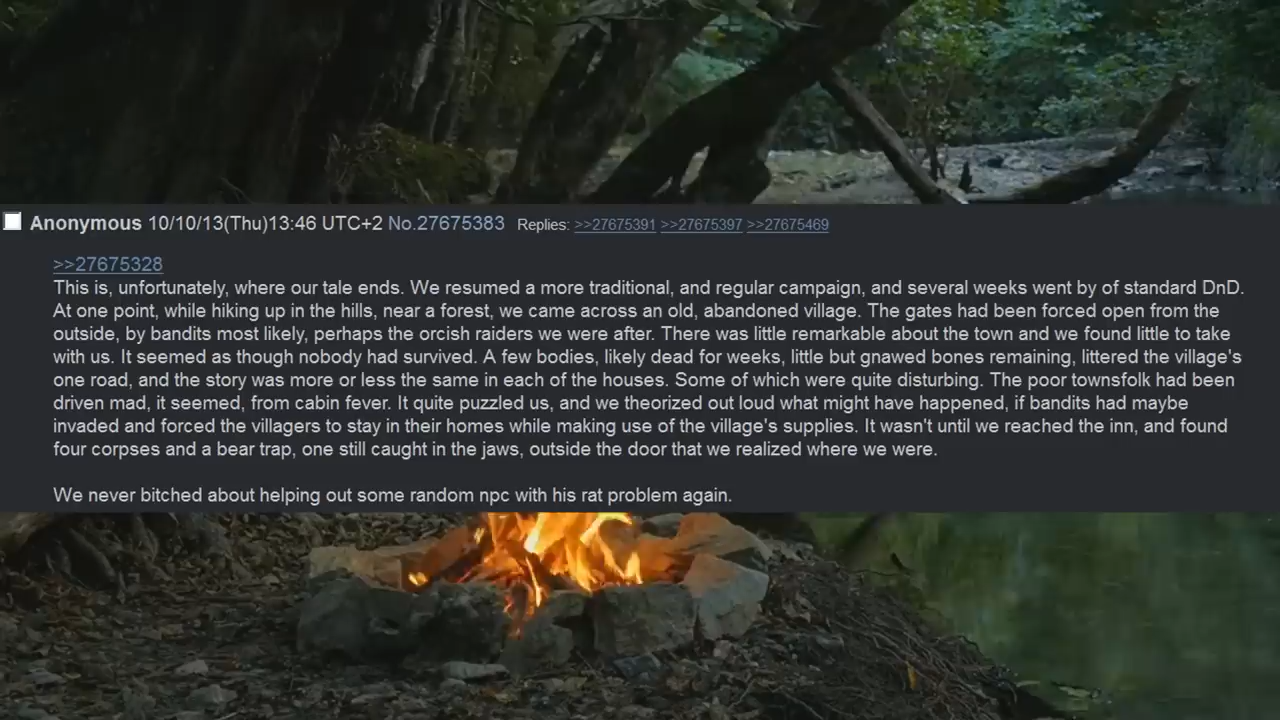 Anonymous 10/10/13(Thu)13:46 UTC+2 No.27675383 Replies: >>27675391 >>27675397 >>27675469
>>27675328
This is, unfortunately, where our tale ends. We resumed a more traditional, and regular campaign, and several weeks went by of standard DnD.
At one point, while hiking up in the hills, near a forest, we came across an old, abandoned village. The gates had been forced open from the
outside, by bandits most likely, perhaps the orcish raiders we were after. There was little remarkable about the town and we found little to take
with us. It seemed as though nobody had survived. A few bodies, likely dead for weeks, little but gnawed bones remaining, littered the village's
one road, and the story was more or less the same in each of the houses. Some of which were quite disturbing. The poor townsfolk had been
driven mad, it seemed, from cabin fever. It quite puzzled us, and we theorized out loud what might have happened, if bandits had maybe
invaded and forced the villagers to stay in their homes while making use of the village's supplies. It wasn't until we reached the inn, and found
four corpses and a bear trap, one still caught in the jaws, outside the door that we realized where we were.
We never bitched about helping out some random npc with his rat problem again.